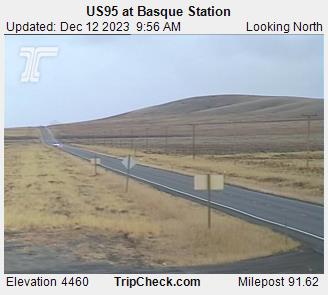 US95 at Basque Station
Updated: Dec 12 2023 9:56 AM Looking North
Elevation 4460 TripCheck.com Milepost 91.62